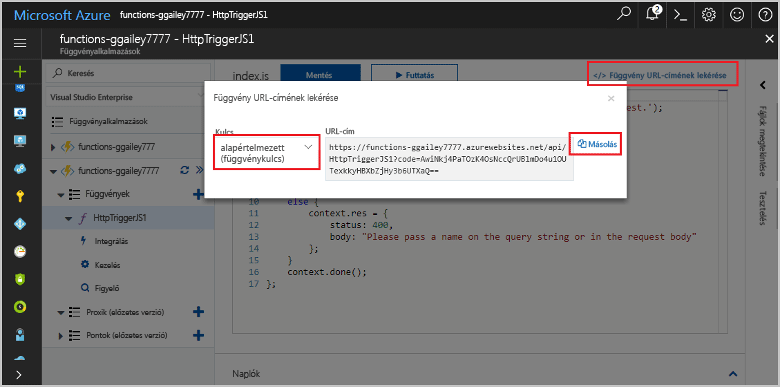 Microsoft Azure functions-ggailey7777 - HttpTriggerJS1
2
functions-ggailey7777 - HttpTriggerJS1
Függvényalkalmazások
Keresés
index.js
Mentés
Futtatás
</> Függvény URL-címének lekérése
Visual Studio Enterprise
Függvényalkalmazások
functions-ggailey777
functions-ggailey7777
Függvények
HttpTriggerJS1
Integrálás
Kezelés
Figyelő
Proxik (előzetes verzió)
Pontok (előzetes verzió)
Függvény URL-címének lekérése
Kulcs
alapértelmezett
(függvénykulcs)
URL-cím
https://functions-ggailey7777.azurewebsites.net/api/
HttpTriggerJS1?code=AwiNkj4PaTOzK4OsNccQrUBlmDo4u1OU
TexkkyHBXbZjHy3b6UTXaQ==
Másolás
est.');
10 else {
11 context.res = {
12 status: 400,
13 body: "Please pass a name on the query string or in the request body"
14 };
15 }
16 context.done();
17 };
Naplók
Fájlok megtekintése
Tesztelés